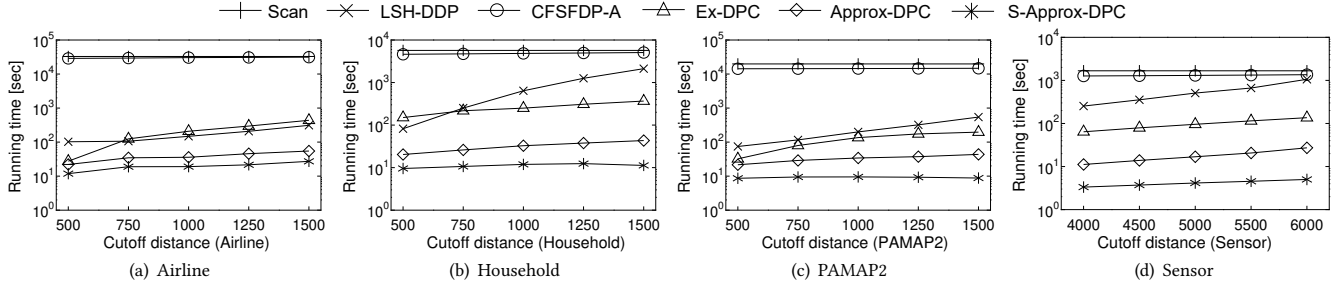 Scan LSH-DDP CFSFDP-A Ex-DPC Approx-DPC S-Approx-DPC
Running time [sec]
10^5
10^4
10^3
10^2
10^1
10^0
500 750 1000 1250 1500
Cutoff distance (Airline)
(a) Airline
Running time [sec]
10^4
10^3
10^2
10^1
10^0
500 750 1000 1250 1500
Cutoff distance (Household)
(b) Household
Running time [sec]
10^5
10^4
10^3
10^2
10^1
10^0
500 750 1000 1250 1500
Cutoff distance (PAMAP2)
(c) PAMAP2
Running time [sec]
10^4
10^3
10^2
10^1
10^0
4000 4500 5000 5500 6000
Cutoff distance (Sensor)
(d) Sensor